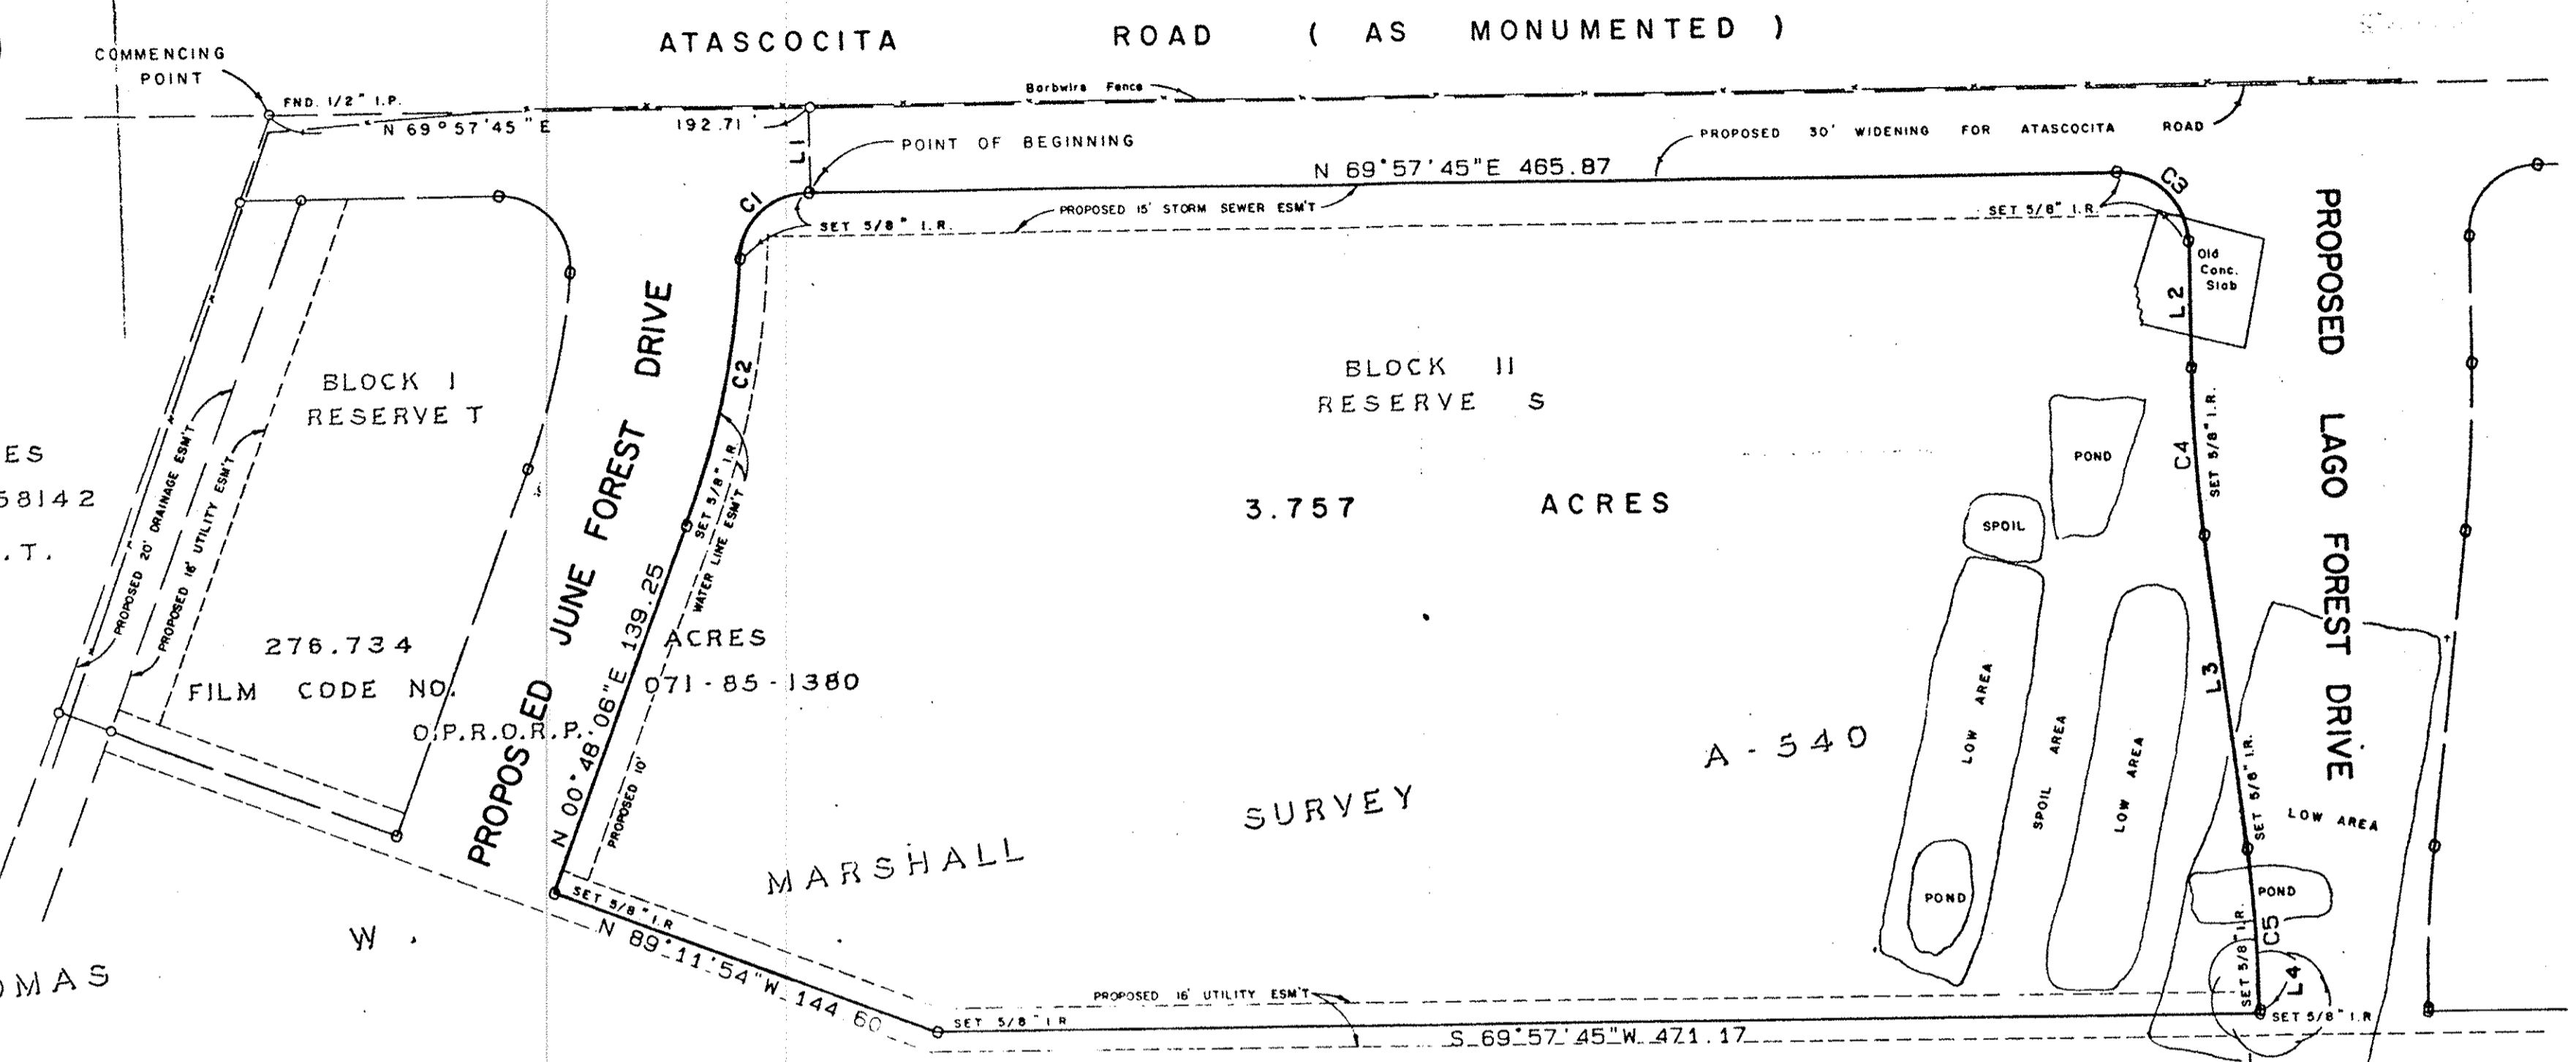 ATASCOCITA ROAD ( AS MONUMENTED )
COMMENCING
POINT
FND. 1/2" I.P.
N 69°57'45"E 192.71'
Barbwire Fence
L1
POINT OF BEGINNING
PROPOSED 30' WIDENING FOR ATASCOCITA ROAD
N 69°57'45"E 465.87
C1
C3
SET 5/8" I.R.
PROPOSED 15' STORM SEWER ESM'T
SET 5/8" I.R.
Old
Conc.
Slab
L2
PROPOSED LAGO FOREST DRIVE
BLOCK I
RESERVE T
C2
BLOCK II
RESERVE S
PROPOSED JUNE FOREST DRIVE
PROPOSED 20' DRAINAGE ESM'T
PROPOSED 16' UTILITY ESM'T
SET 5/8" I.R.
PROPOSED 10' WATER LINE ESM'T
3.757 ACRES
POND
SPOIL
C4
SET 5/8" I.R.
ES
58142
.T.
276.734 ACRES
FILM CODE NO. 071-85-1380
O.P.R.O.R.P.
N 00°48'06"E 139.25
A-540
LOW AREA
SPOIL AREA
LOW AREA
L3
SET 5/8" I.R.
LOW AREA
MARSHALL SURVEY
POND
POND
C5
SET 5/8" I.R.
L4
W.
OMAS
SET 5/8" I.R
N 89°11'54"W 144.60
PROPOSED 16' UTILITY ESM'T
SET 5/8" I R
S 69°57'45"W 471.17
SET 5/8" I.R